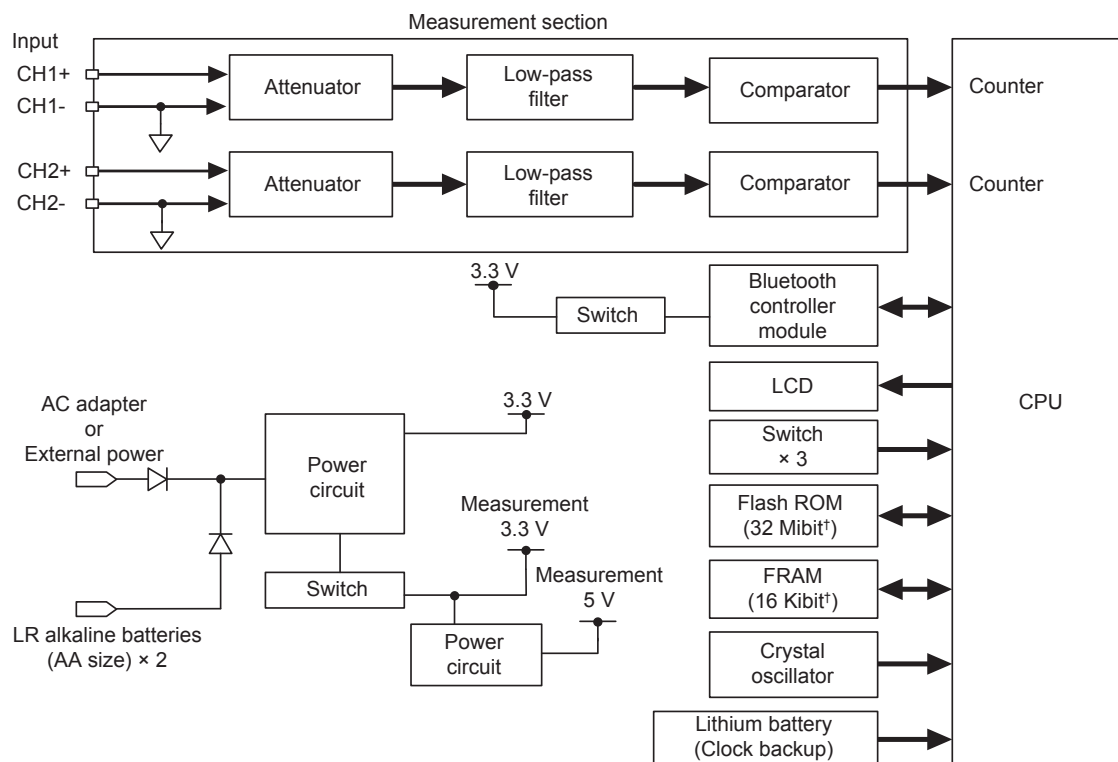 Measurement section
Input
CH1+
CH1-
Attenuator
Low-pass
filter
Comparator
Counter
CH2+
CH2-
Attenuator
Low-pass
filter
Comparator
Counter
3.3 V
Switch
Bluetooth
controller
module
LCD
CPU
AC adapter
or
External power
Power
circuit
3.3 V
Switch
× 3
Measurement
3.3 V
Flash ROM
(32 Mibit†)
Switch
Measurement
5 V
FRAM
(16 Kibit†)
LR alkaline batteries
(AA size) × 2
Power
circuit
Crystal
oscillator
Lithium battery
(Clock backup)